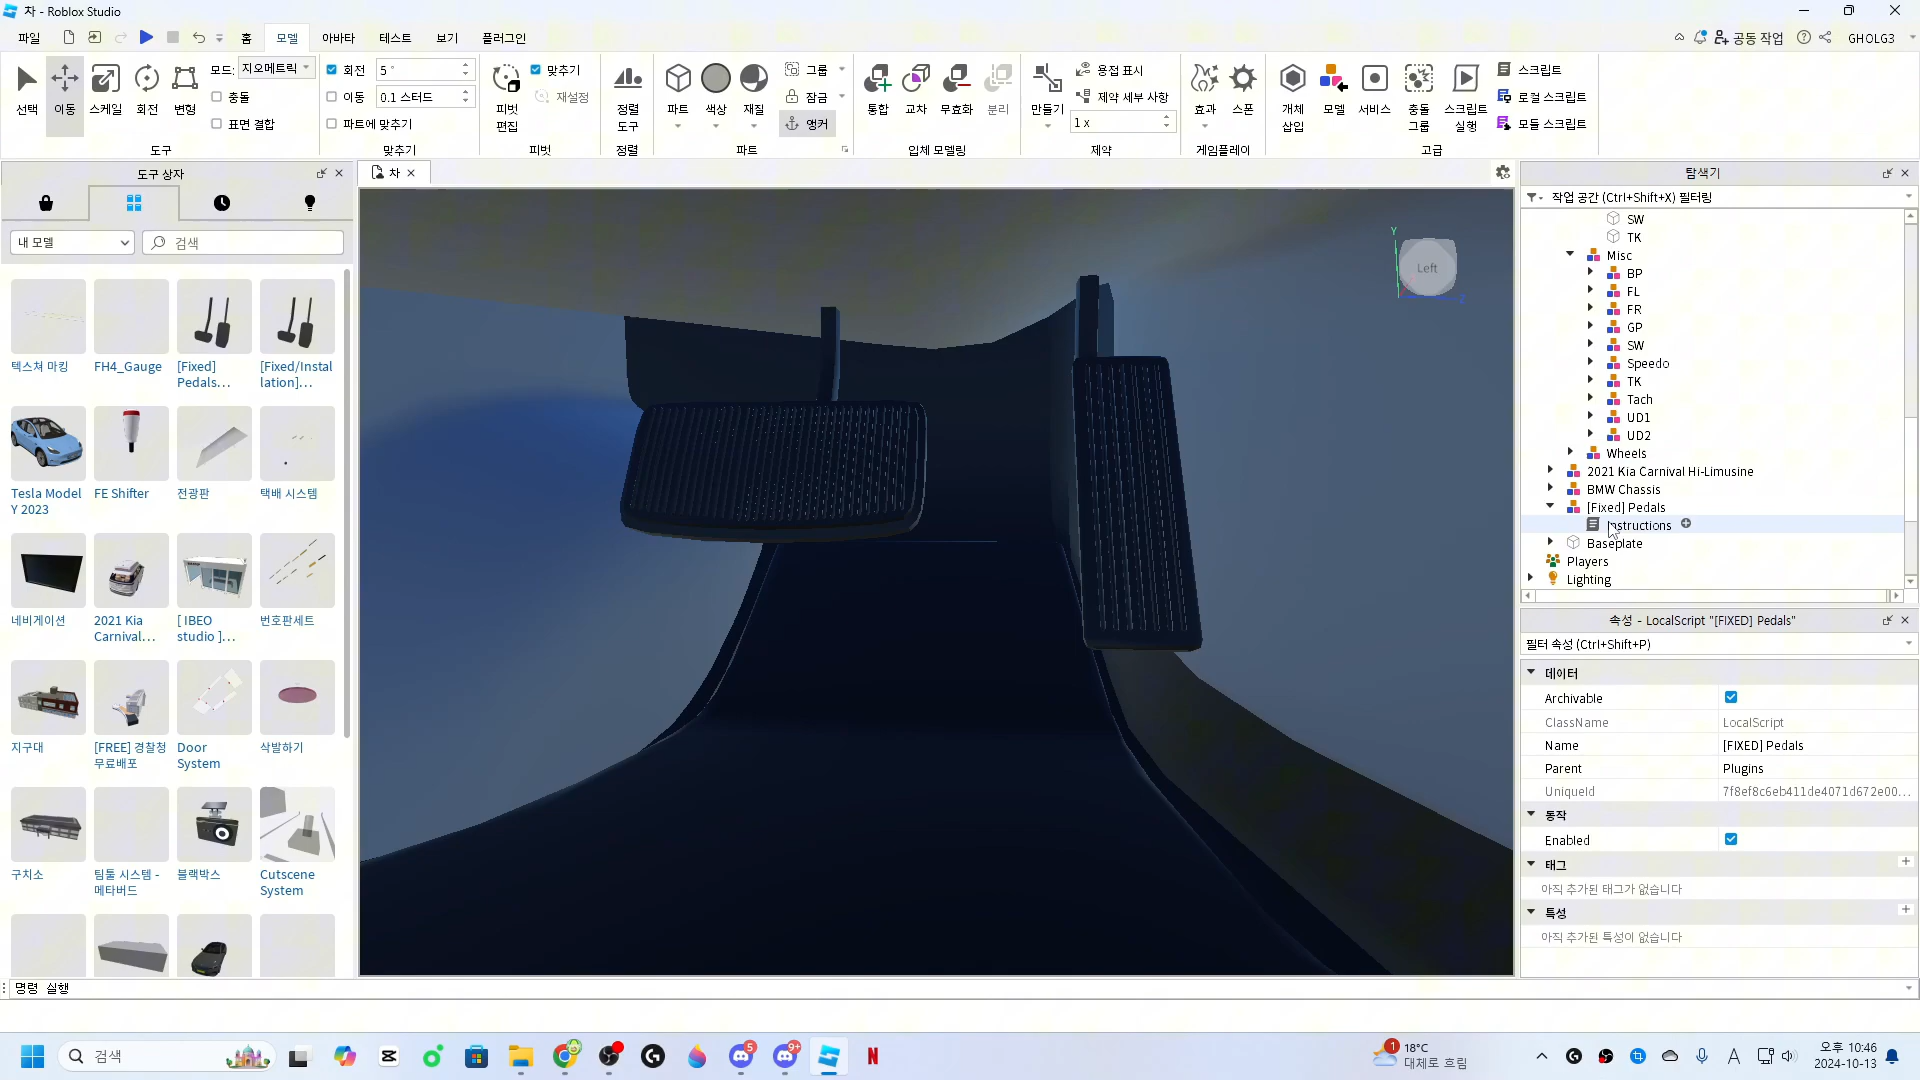 차 - Roblox Studio
파일 홈 모델 아바타 테스트 보기 플러그인 공동 작업 GHOLG3
선택 이동 스케일 회전 변형
모드: 지오메트릭
충돌
표면 결합
도구
회전 5 °
이동 0.1 스터드
파트에 맞추기
맞추기
피벗 편집
맞추기
재설정
피벗
정렬 도구
정렬
파트 색상 재질
그룹
잠금
앵커
파트
통합 교차 무효화 분리
입체 모델링
만들기
용접 표시
제약 세부 사항
1 x
제약
효과 스폰
게임플레이
개체 삽입 모델 서비스 충돌 그룹 스크립트 실행
스크립트
로컬 스크립트
모듈 스크립트
고급
도구 상자
내 모델 검색
텍스쳐 마킹
FH4_Gauge
[Fixed] Pedals...
[Fixed/Installation]...
Tesla Model Y 2023
FE Shifter
전광판
택배 시스템
네비게이션
2021 Kia Carnival...
[ IBEO studio ]...
번호판세트
지구대
[FREE] 경찰청 무료배포
Door System
삭발하기
구치소
팀툴 시스템 - 메타버드
블랙박스
Cutscene System
차
Y
Left
Z
탐색기
작업 공간 (Ctrl+Shift+X) 필터링
SW
TK
Misc
BP
FL
FR
GP
SW
Speedo
TK
Tach
UD1
UD2
Wheels
2021 Kia Carnival Hi-Limusine
BMW Chassis
[Fixed] Pedals
Instructions
Baseplate
Players
Lighting
속성 - LocalScript "[FIXED] Pedals"
필터 속성 (Ctrl+Shift+P)
데이터
Archivable
ClassName LocalScript
Name [FIXED] Pedals
Parent Plugins
UniqueId 7f8ef8c6eb411de4071d672e00...
동작
Enabled
태그
아직 추가된 태그가 없습니다
특성
아직 추가된 특성이 없습니다
명령 실행
검색
5
9+
1
18°C
대체로 흐림
A
오후 10:46
2024-10-13